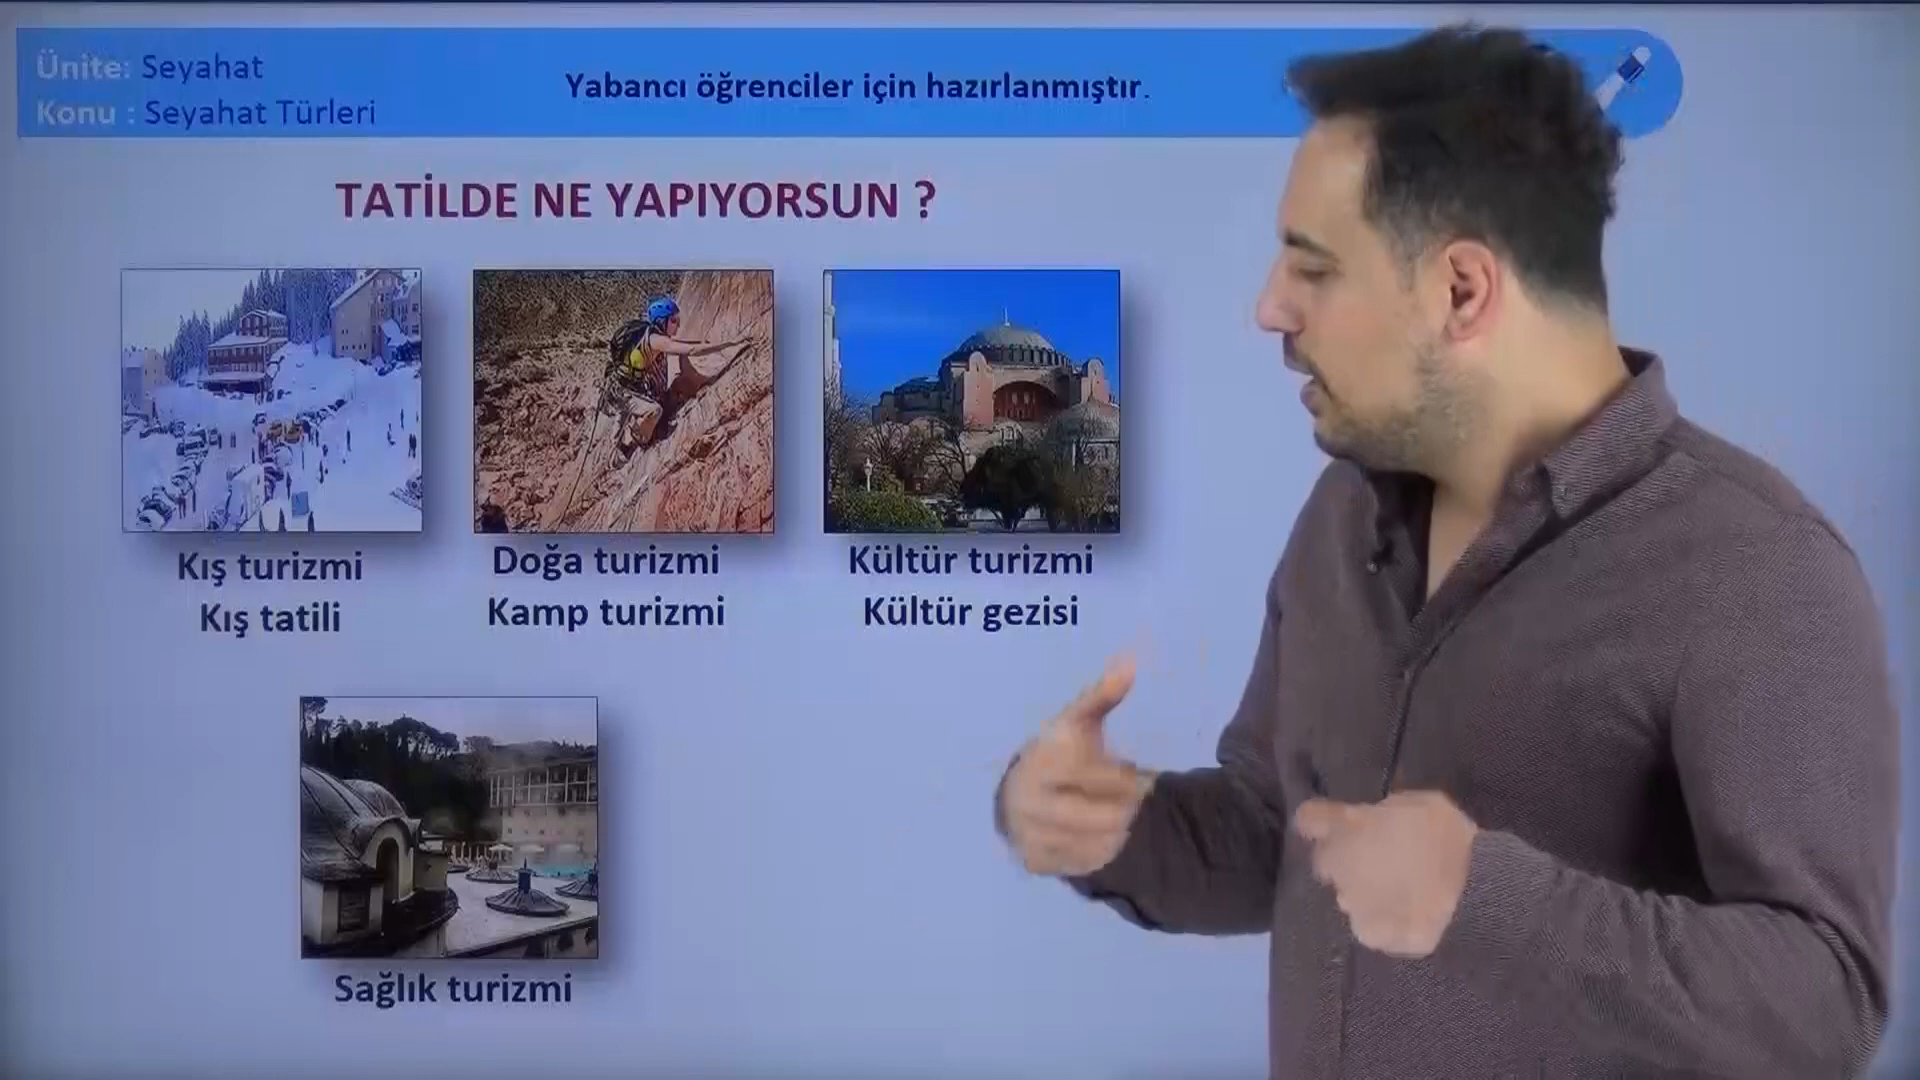 Ünite: Seyahat
Konu : Seyahat Türleri
Yabancı öğrenciler için hazırlanmıştır.
TATİLDE NE YAPIYORSUN ?
Kış turizmi
Kış tatili
Doğa turizmi
Kamp turizmi
Kültür turizmi
Kültür gezisi
Sağlık turizmi